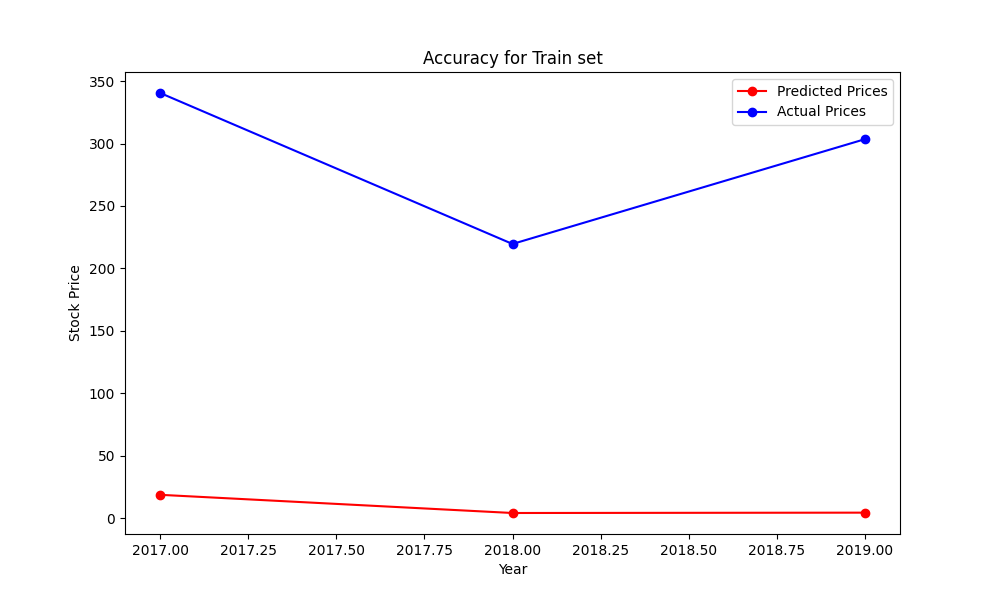 Accuracy for Train set
Predicted Prices
Actual Prices
350
300
250
200
150
100
50
0
Stock Price
2017.00 2017.25 2017.50 2017.75 2018.00 2018.25 2018.50 2018.75 2019.00
Year